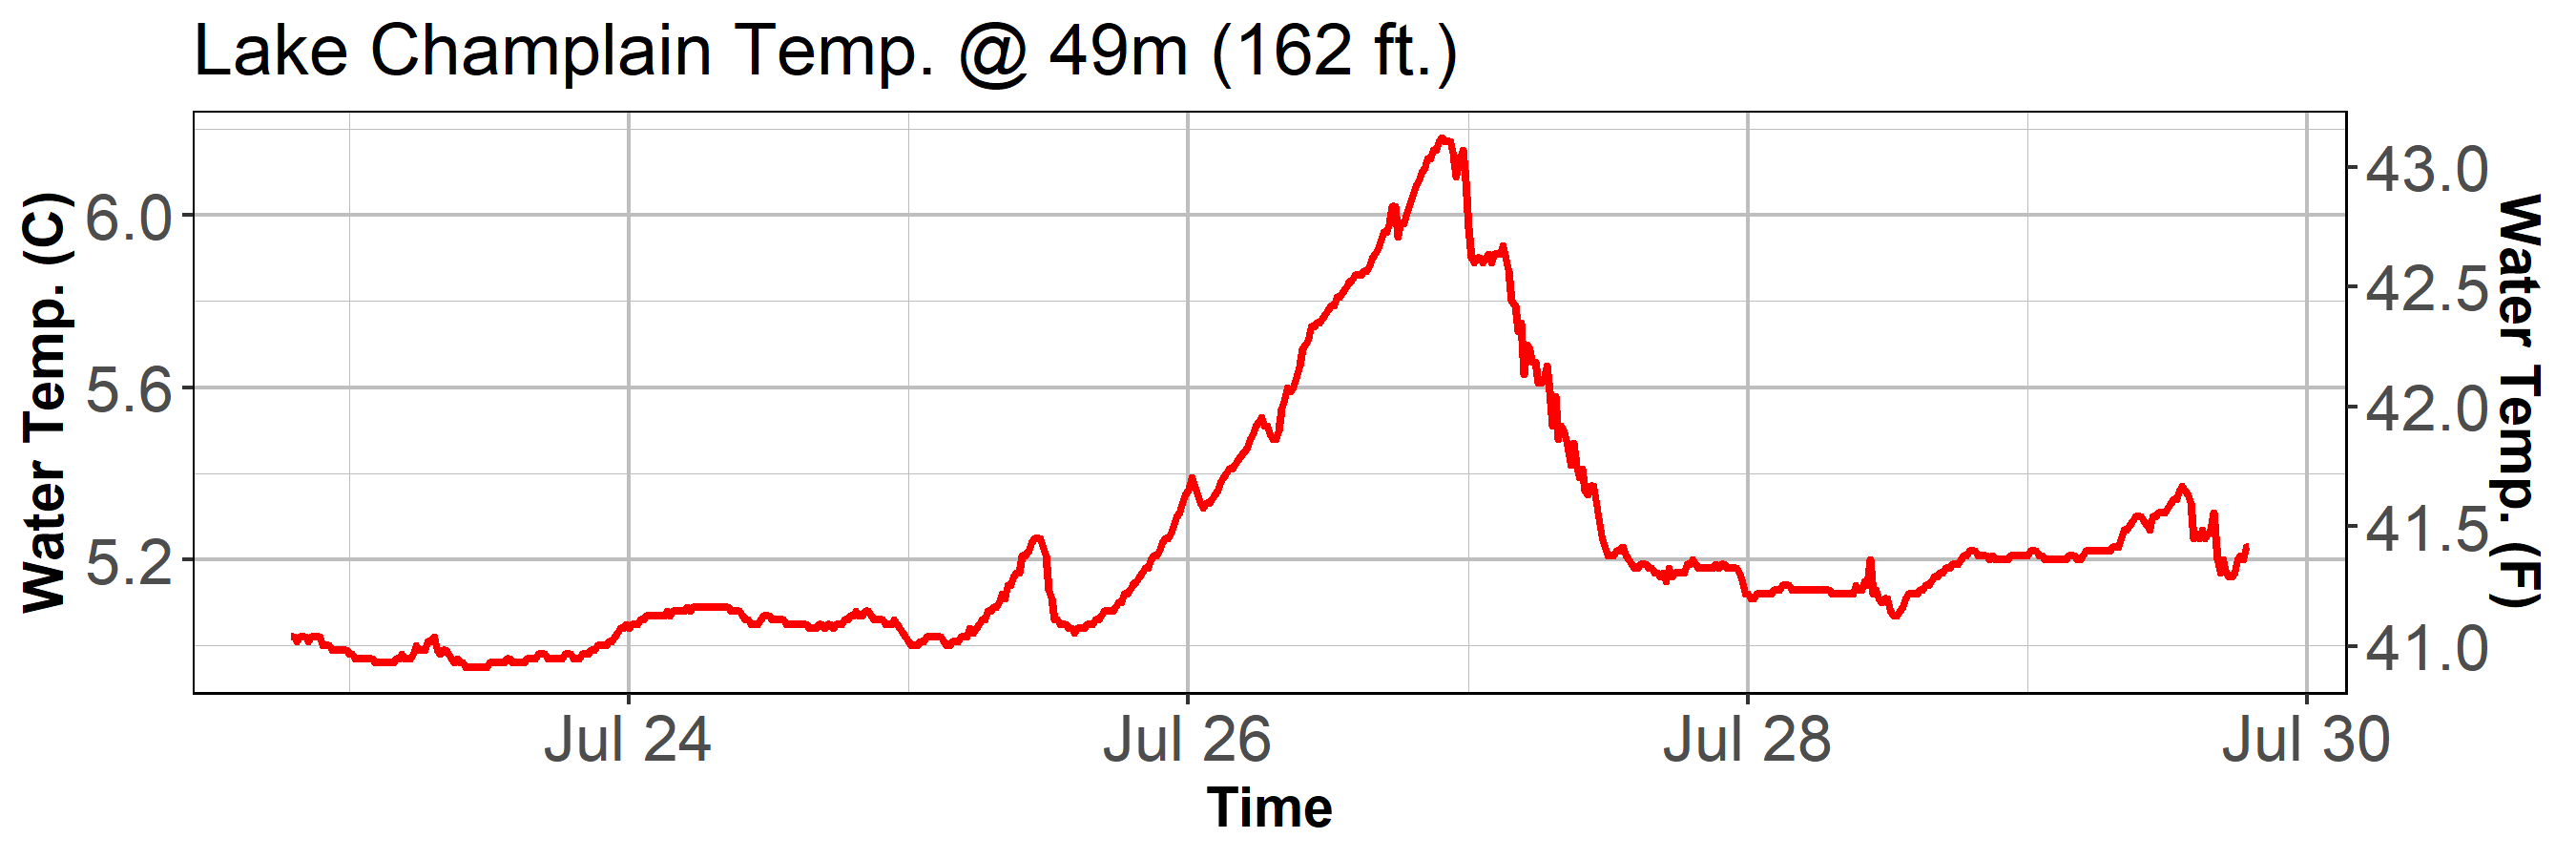 Lake Champlain Temp. @ 49m (162 ft.)
Water Temp. (C)
6.0
5.6
5.2
43.0
42.5
42.0
41.5
41.0
Water Temp. (F)
Jul 24
Jul 26
Jul 28
Jul 30
Time